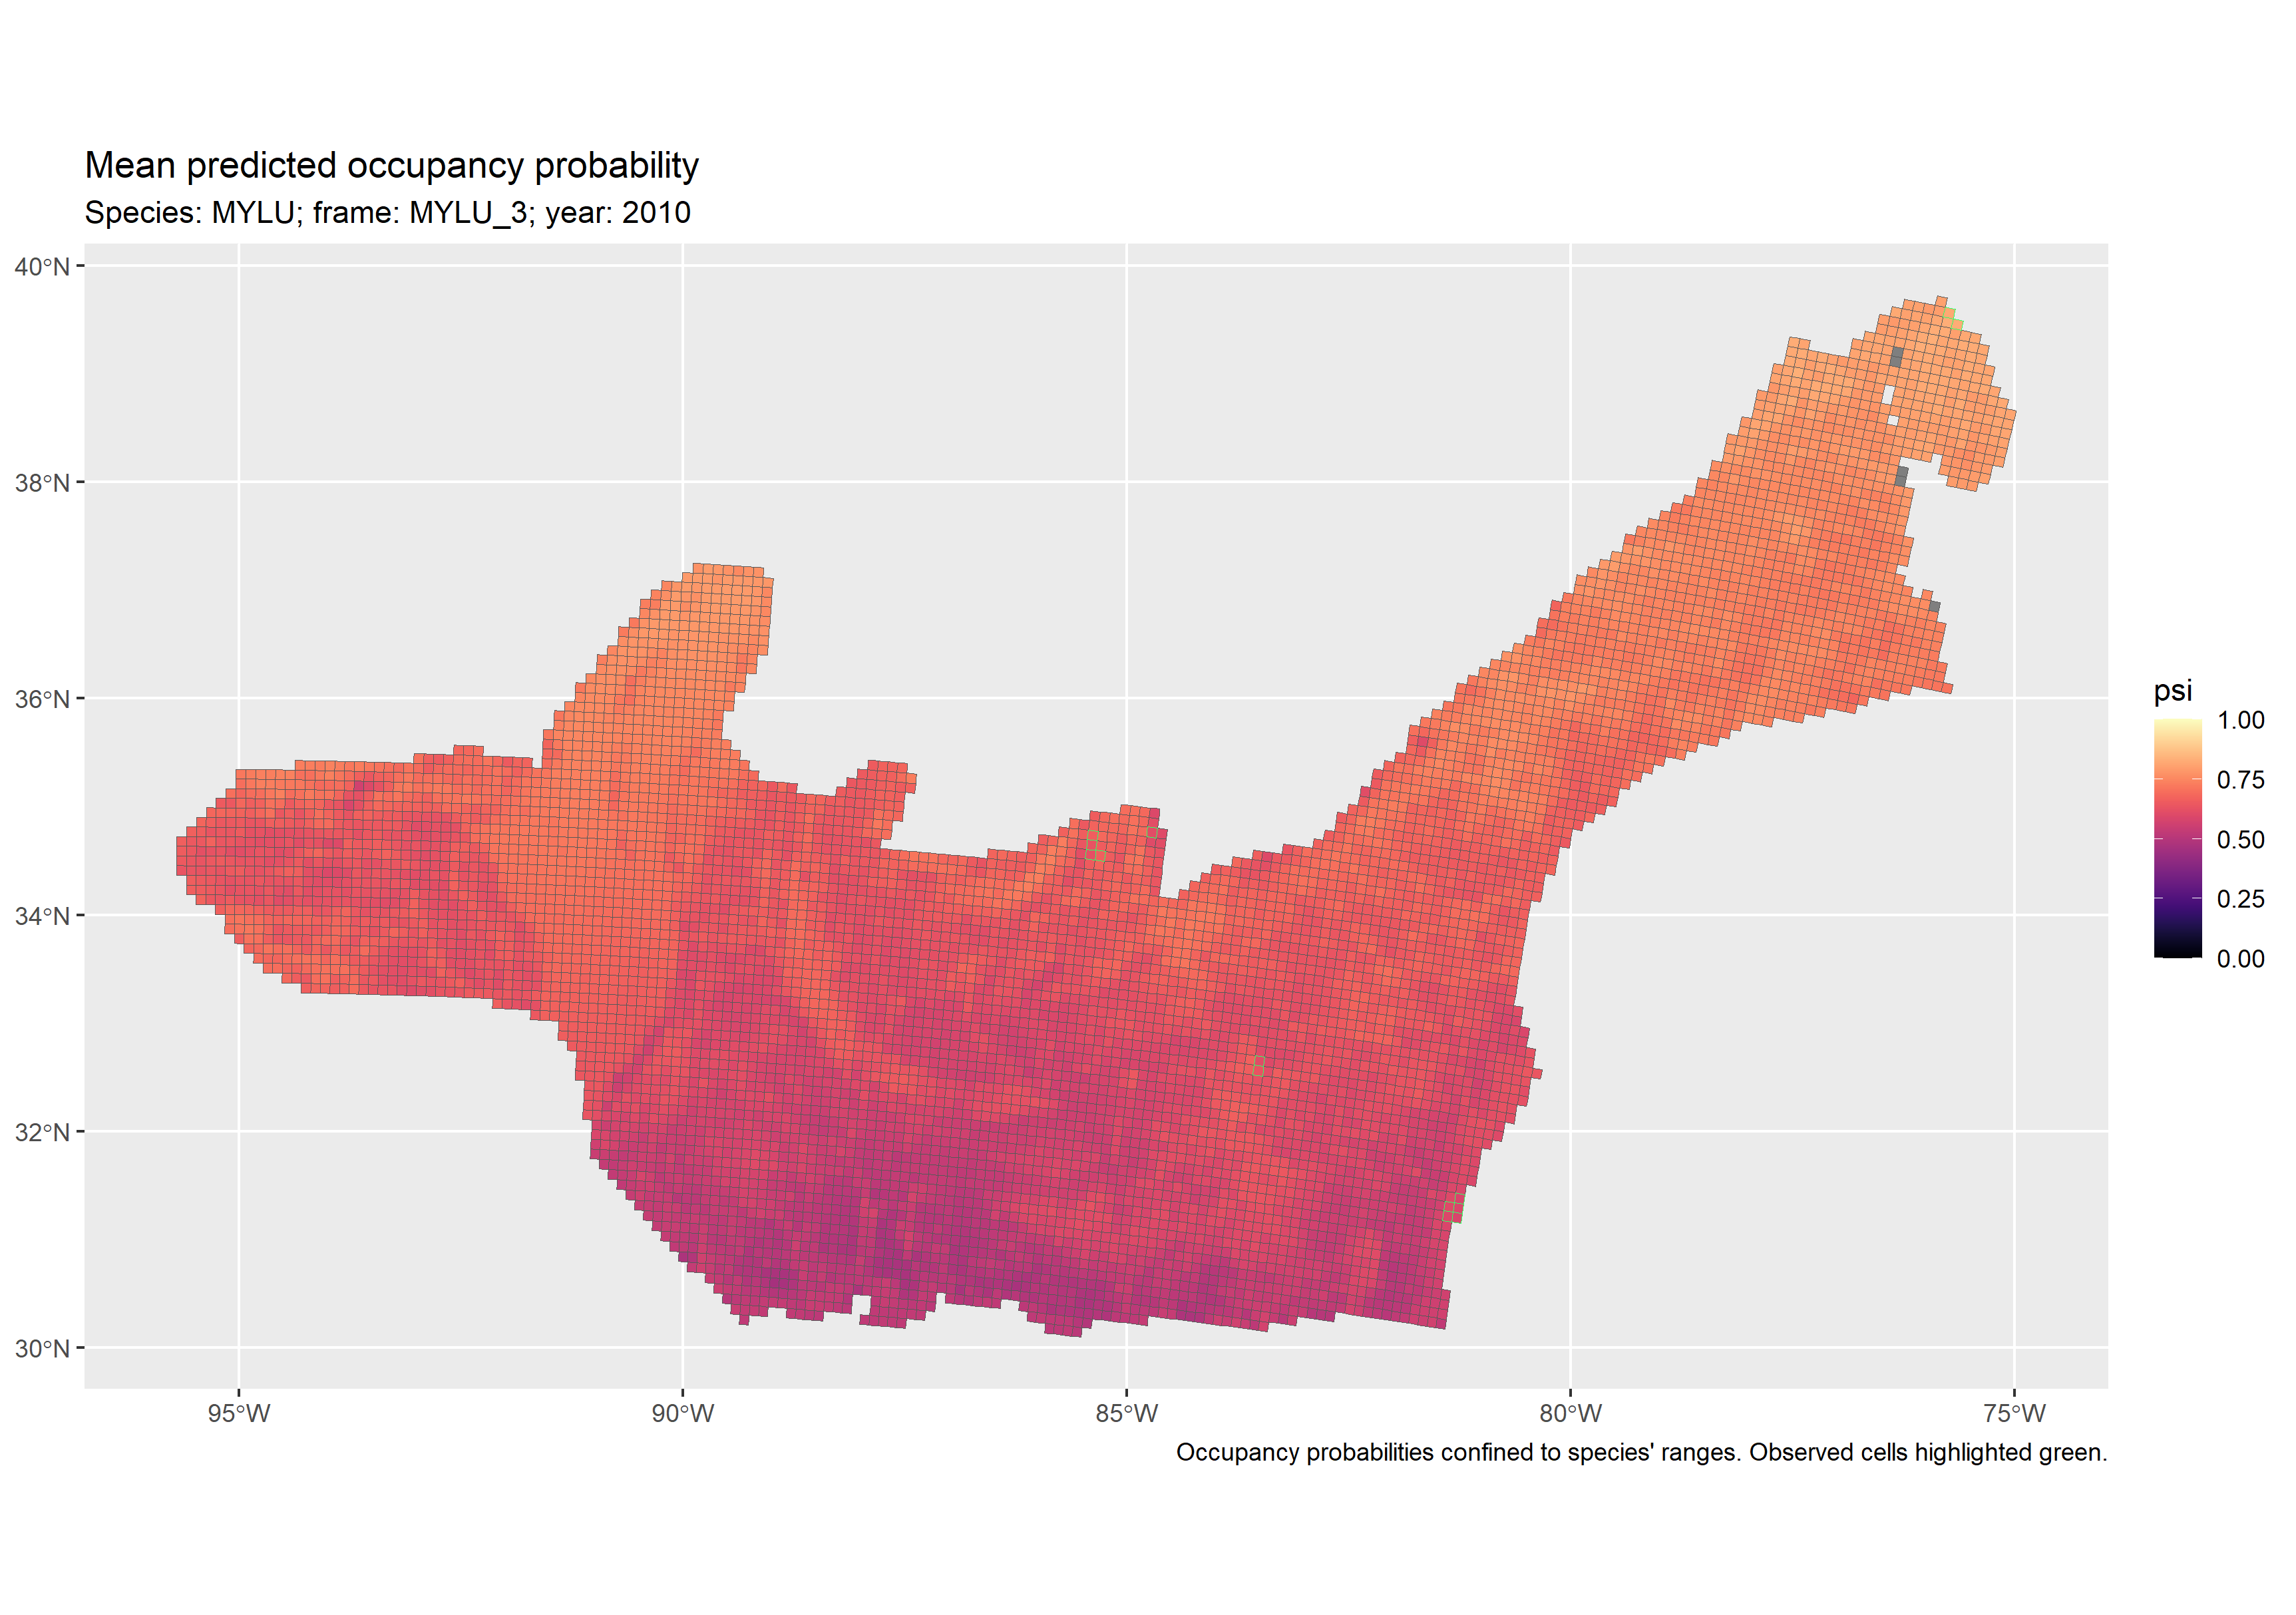 Mean predicted occupancy probability
Species: MYLU; frame: MYLU_3; year: 2010
40°N
38°N
36°N
34°N
32°N
30°N
95°W
90°W
85°W
80°W
75°W
psi
1.00
0.75
0.50
0.25
0.00
Occupancy probabilities confined to species' ranges. Observed cells highlighted green.